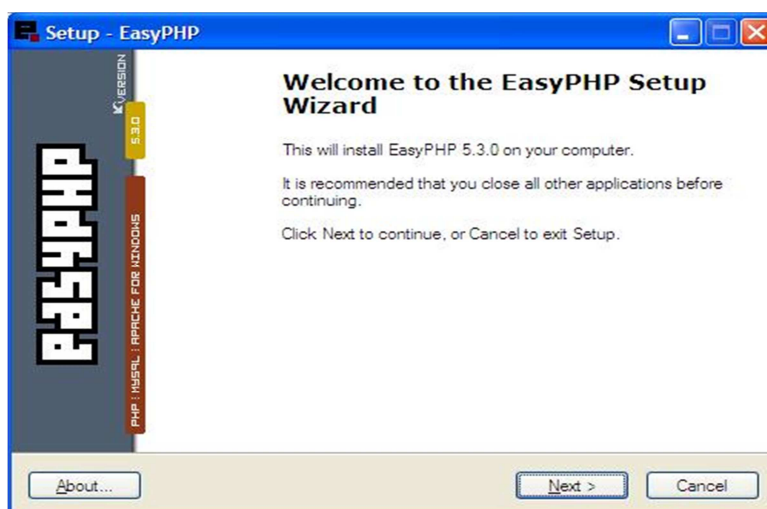 Setup - EasyPHP
VERSION
5.3.0
easyphp
PHP : MYSQL : APACHE FOR WINDOWS
Welcome to the EasyPHP Setup
Wizard
This will install EasyPHP 5.3.0 on your computer.
It is recommended that you close all other applications before
continuing.
Click Next to continue, or Cancel to exit Setup.
About...
Next >
Cancel